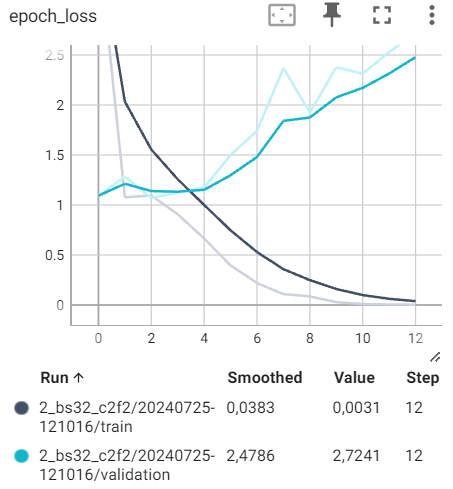 epoch_loss
2.5
2
1.5
1
0.5
0
0 2 4 6 8 10 12
Run ↑ Smoothed Value Step
2_bs32_c2f2/20240725- 0,0383 0,0031 12
121016/train
2_bs32_c2f2/20240725- 2,4786 2,7241 12
121016/validation